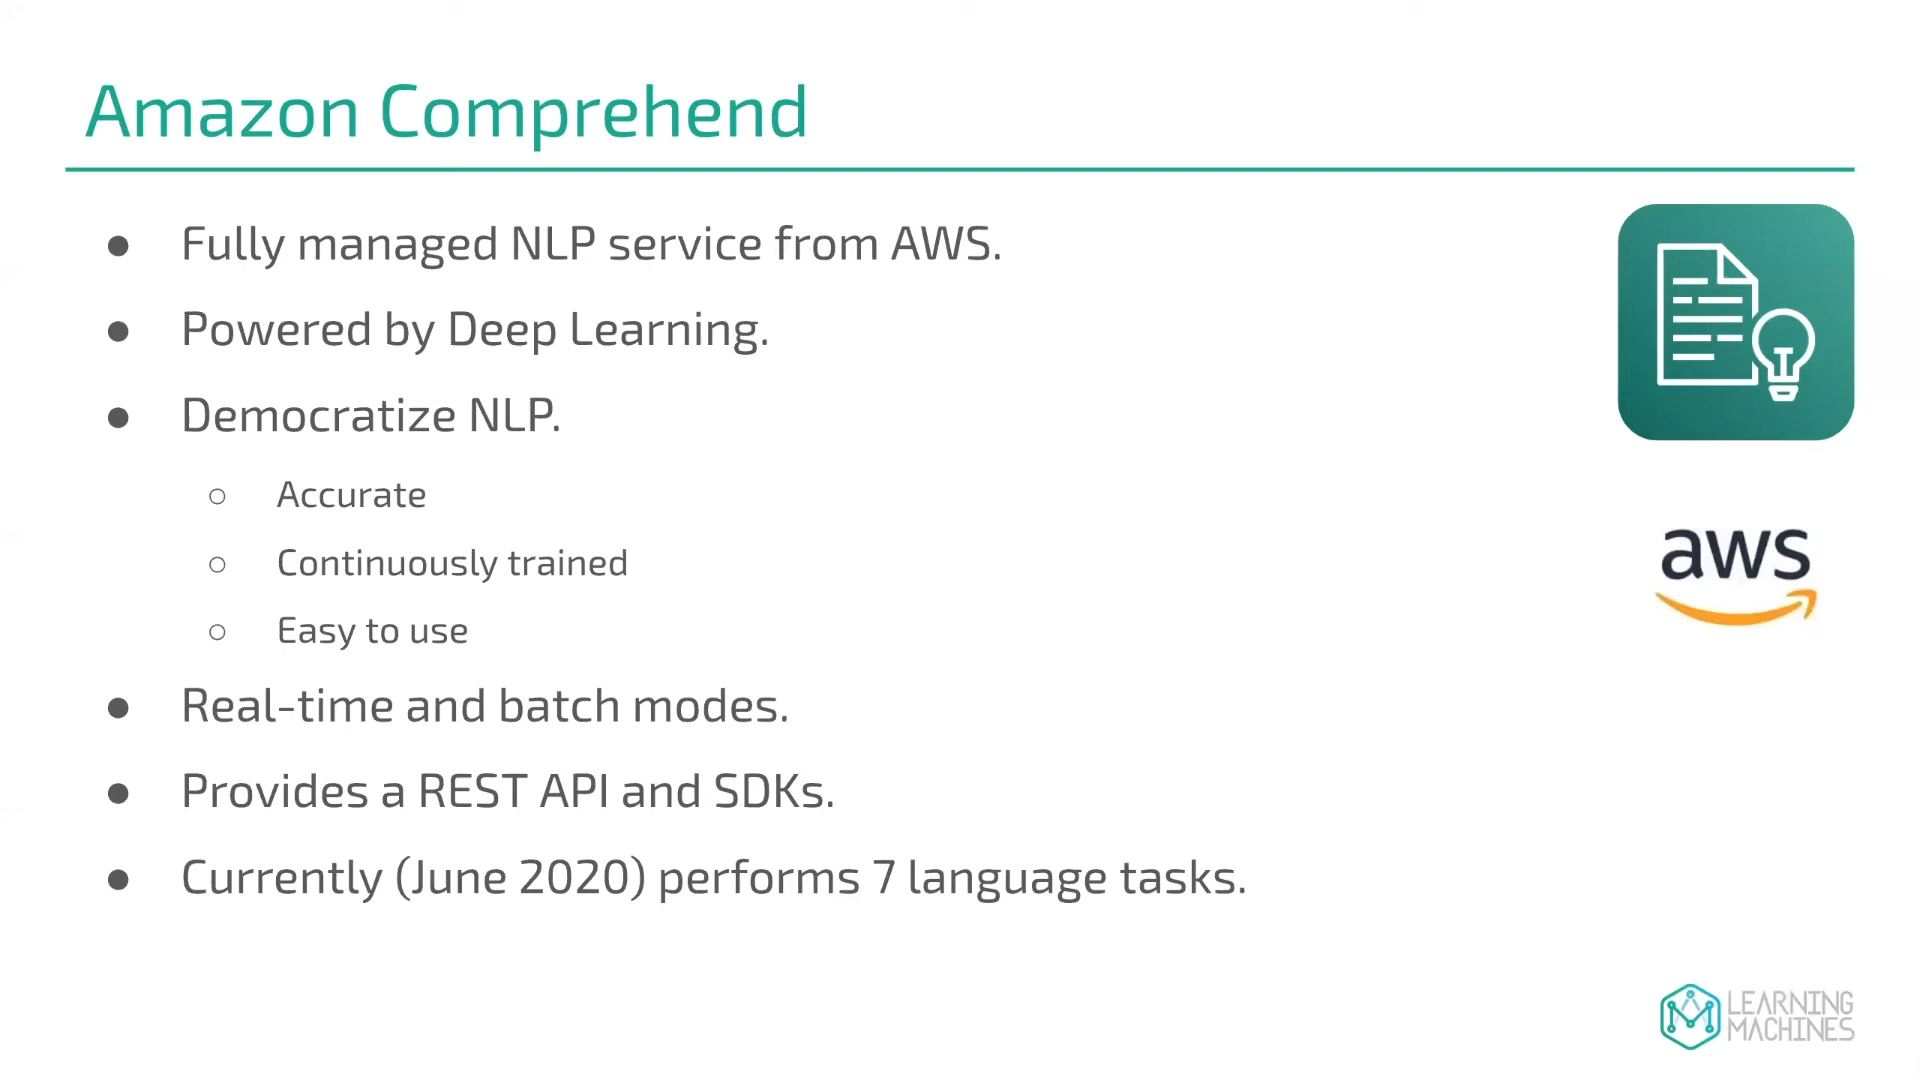 Amazon Comprehend
● Fully managed NLP service from AWS.
● Powered by Deep Learning.
● Democratize NLP.
○ Accurate
○ Continuously trained
○ Easy to use
● Real-time and batch modes.
● Provides a REST API and SDKs.
● Currently (June 2020) performs 7 language tasks.
aws
LEARNING
MACHINES